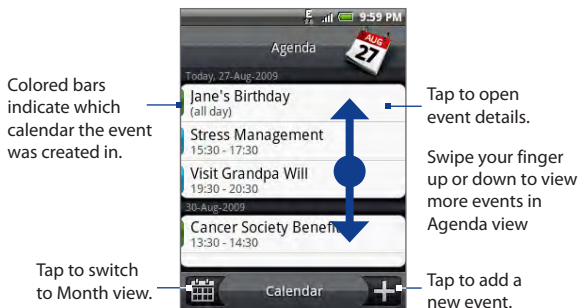 9:59 PM
Agenda
AUG
27
Today, 27-Aug-2009
Jane's Birthday
(all day)
Stress Management
15:30 - 17:30
Visit Grandpa Will
19:30 - 20:30
30-Aug-2009
Cancer Society Benefi
13:30 - 14:30
Calendar
Colored bars
indicate which
calendar the event
was created in.
Tap to switch
to Month view.
Tap to open
event details.
Swipe your finger
up or down to view
more events in
Agenda view
Tap to add a
new event.